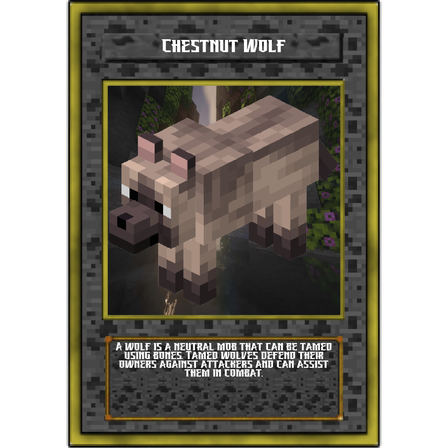 CHESTNUT WOLF
A WOLF IS A NEUTRAL MOB THAT CAN BE TAMED
USING BONES. TAMED WOLVES DEFEND THEIR
OWNERS AGAINST ATTACKERS AND CAN ASSIST
THEM IN COMBAT.